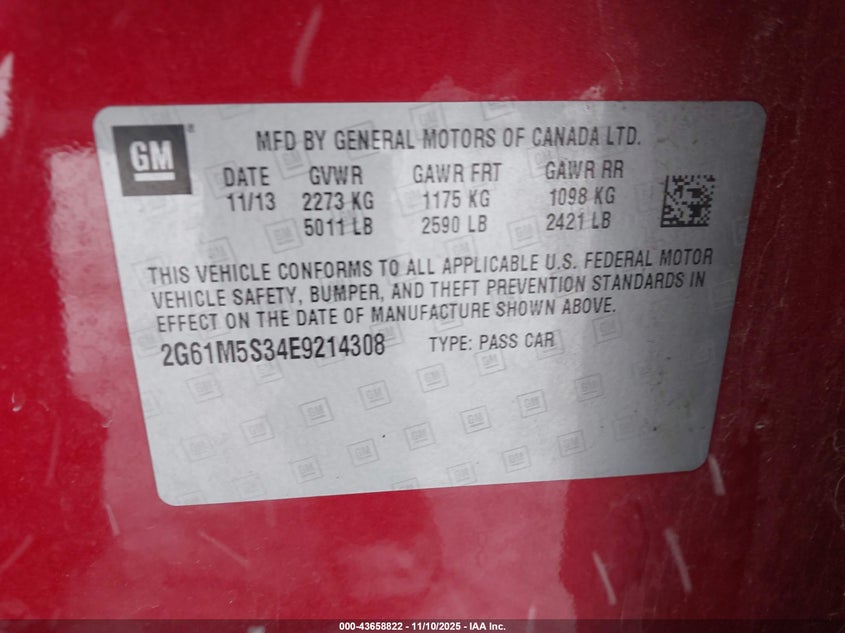 GM ®
MFD BY GENERAL MOTORS OF CANADA LTD.
DATE GVWR GAWR FRT GAWR RR
11/13 2273 KG 1175 KG 1098 KG
5011 LB 2590 LB 2421 LB
THIS VEHICLE CONFORMS TO ALL APPLICABLE U.S. FEDERAL MOTOR
VEHICLE SAFETY, BUMPER, AND THEFT PREVENTION STANDARDS IN
EFFECT ON THE DATE OF MANUFACTURE SHOWN ABOVE.
2G61M5S34E9214308 TYPE: PASS CAR
000-43658822 — 11/10/2025 — IAA Inc.